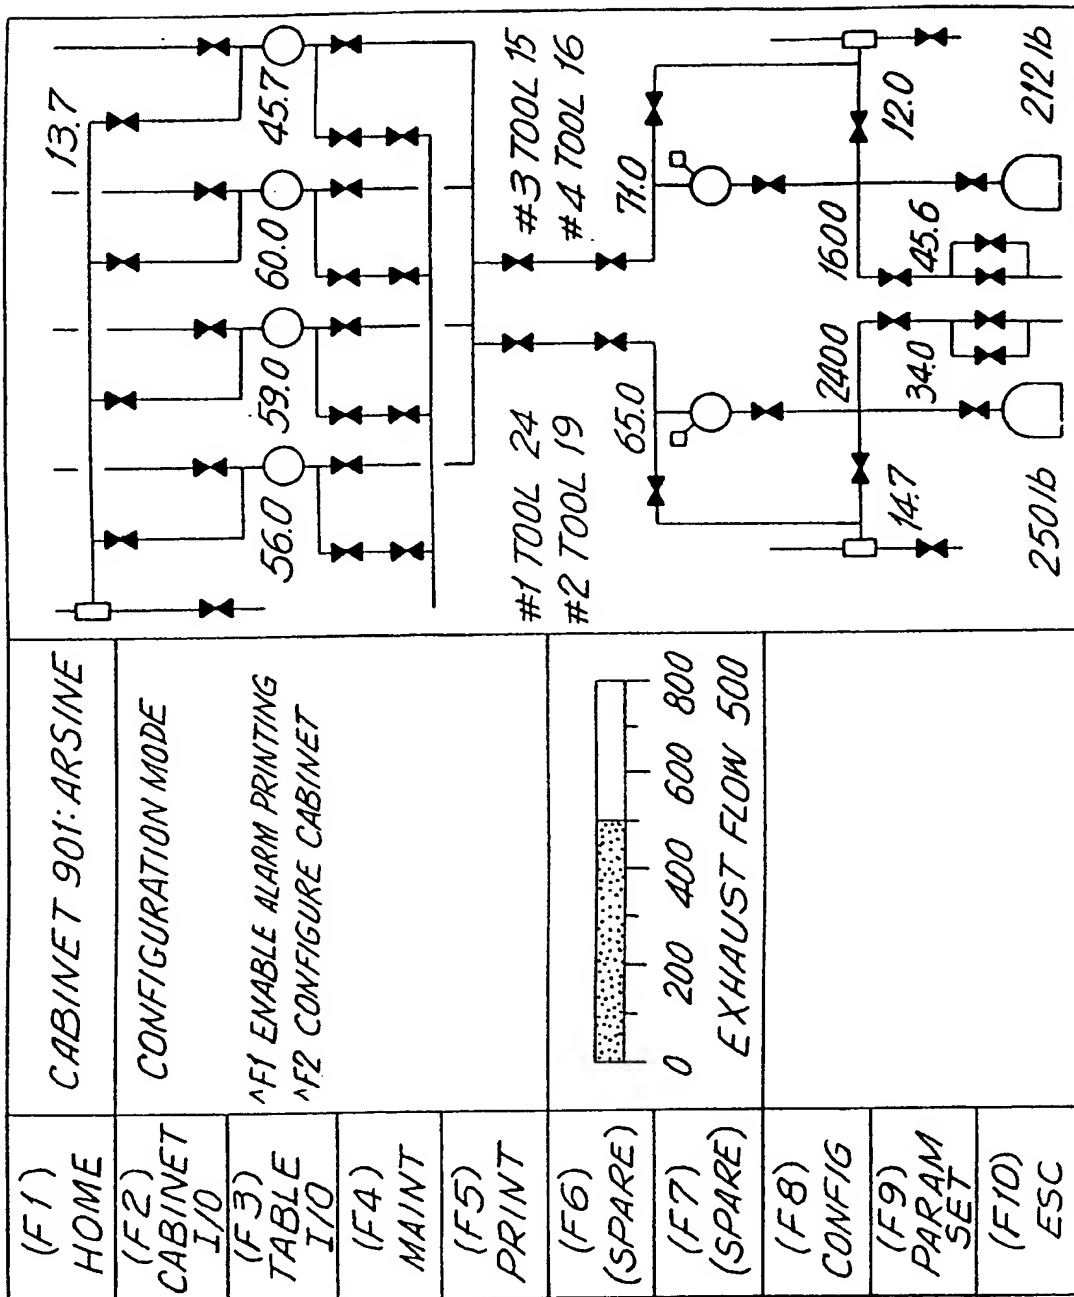 (F1)
HOME
(F2)
CABINET
I/O
(F3)
TABLE
I/O
(F4)
MAINT
(F5)
PRINT
(F6)
(SPARE)
(F7)
(SPARE)
(F8)
CONFIG
(F9)
PARAM
SET
(F10)
ESC
CABINET 901: ARSINE
CONFIGURATION MODE
^F1 ENABLE ALARM PRINTING
^F2 CONFIGURE CABINET
0 200 400 600 800
EXHAUST FLOW 500
13.7
56.0 59.0 60.0 45.7
#1 TOOL 24
#2 TOOL 19
#3 TOOL 15
#4 TOOL 16
65.0 71.0
2400 1600
14.7 34.0 45.6 12.0
250 lb 212 lb